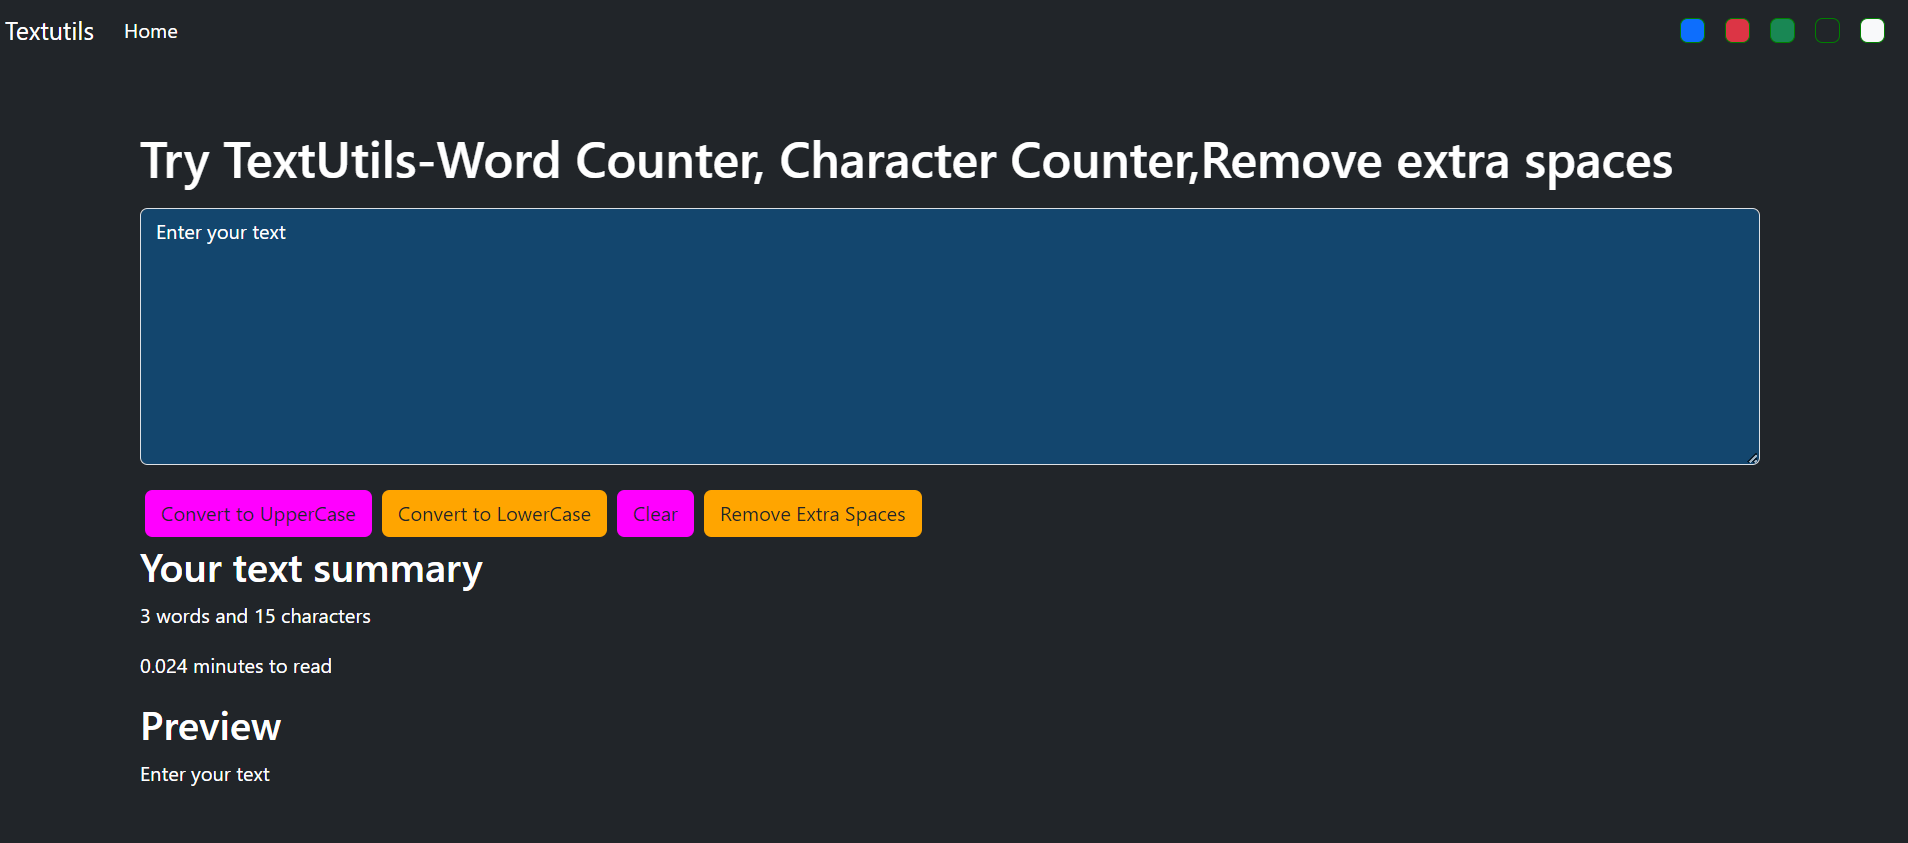 Textutils Home
Try TextUtils-Word Counter, Character Counter,Remove extra spaces
Enter your text
Convert to UpperCase Convert to LowerCase Clear Remove Extra Spaces
Your text summary
3 words and 15 characters
0.024 minutes to read
Preview
Enter your text